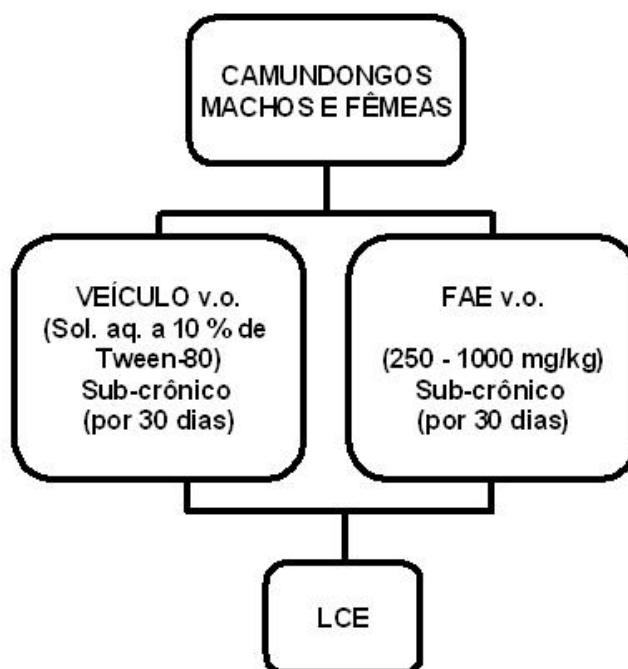 CAMUNDONGOS
MACHOS E FÊMEAS
VEÍCULO v.o.
(Sol. aq. a 10 % de
Tween-80)
Sub-crônico
(por 30 dias)
FAE v.o.
(250 - 1000 mg/kg)
Sub-crônico
(por 30 dias)
LCE